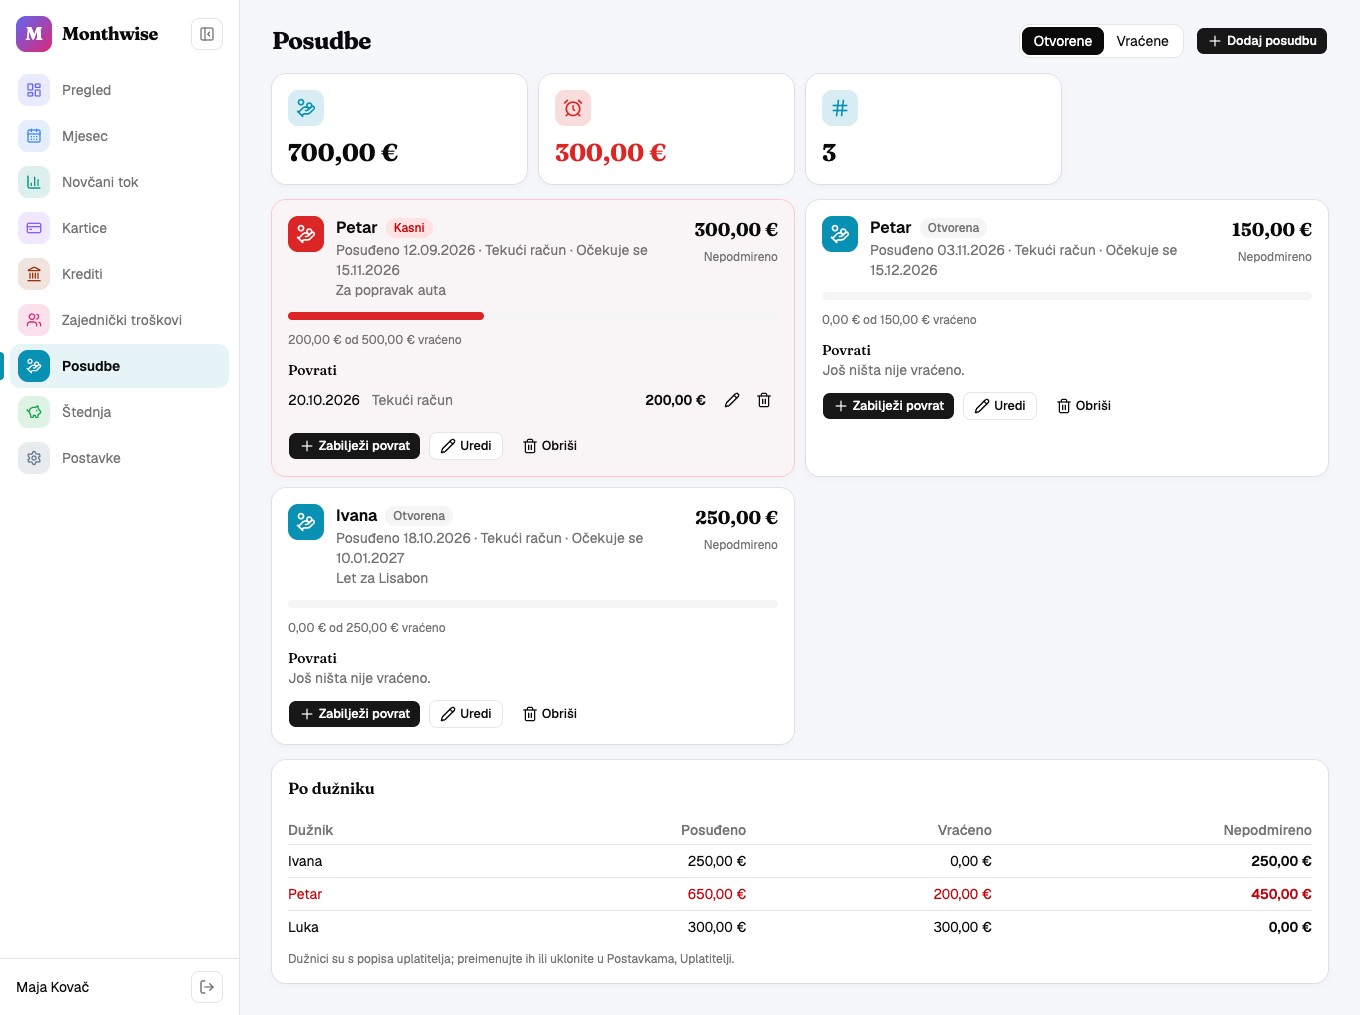 M Monthwise
Pregled
Mjesec
Novčani tok
Kartice
Krediti
Zajednički troškovi
Posudbe
Štednja
Postavke
Maja Kovač
Posudbe
Otvorene Vraćene + Dodaj posudbu
700,00 €
300,00 €
# 3
Petar Kasni 300,00 €
Posuđeno 12.09.2026 · Tekući račun · Očekuje se Nepodmireno
15.11.2026
Za popravak auta
200,00 € od 500,00 € vraćeno
Povrati
20.10.2026 Tekući račun 200,00 €
+ Zabilježi povrat Uredi Obriši
Petar Otvorena 150,00 €
Posuđeno 03.11.2026 · Tekući račun · Očekuje se Nepodmireno
15.12.2026
0,00 € od 150,00 € vraćeno
Povrati
Još ništa nije vraćeno.
+ Zabilježi povrat Uredi Obriši
Ivana Otvorena 250,00 €
Posuđeno 18.10.2026 · Tekući račun · Očekuje se Nepodmireno
10.01.2027
Let za Lisabon
0,00 € od 250,00 € vraćeno
Povrati
Još ništa nije vraćeno.
+ Zabilježi povrat Uredi Obriši
Po dužniku
Dužnik Posuđeno Vraćeno Nepodmireno
Ivana 250,00 € 0,00 € 250,00 €
Petar 650,00 € 200,00 € 450,00 €
Luka 300,00 € 300,00 € 0,00 €
Dužnici su s popisa uplatitelja; preimenujte ih ili uklonite u Postavkama, Uplatitelji.